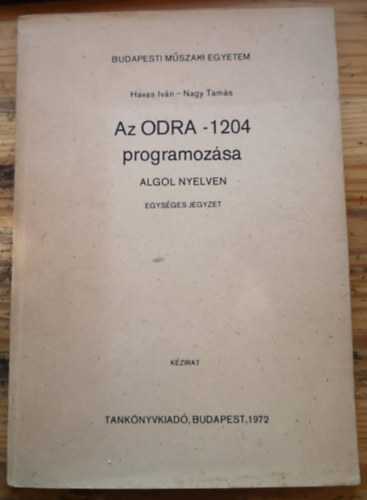 BUDAPESTI MŰSZAKI EGYETEM
Havas Iván – Nagy Tamás
Az ODRA -1204
programozása
ALGOL NYELVEN
EGYSÉGES JEGYZET
KÉZIRAT
TANKÖNYVKIADÓ, BUDAPEST, 1972